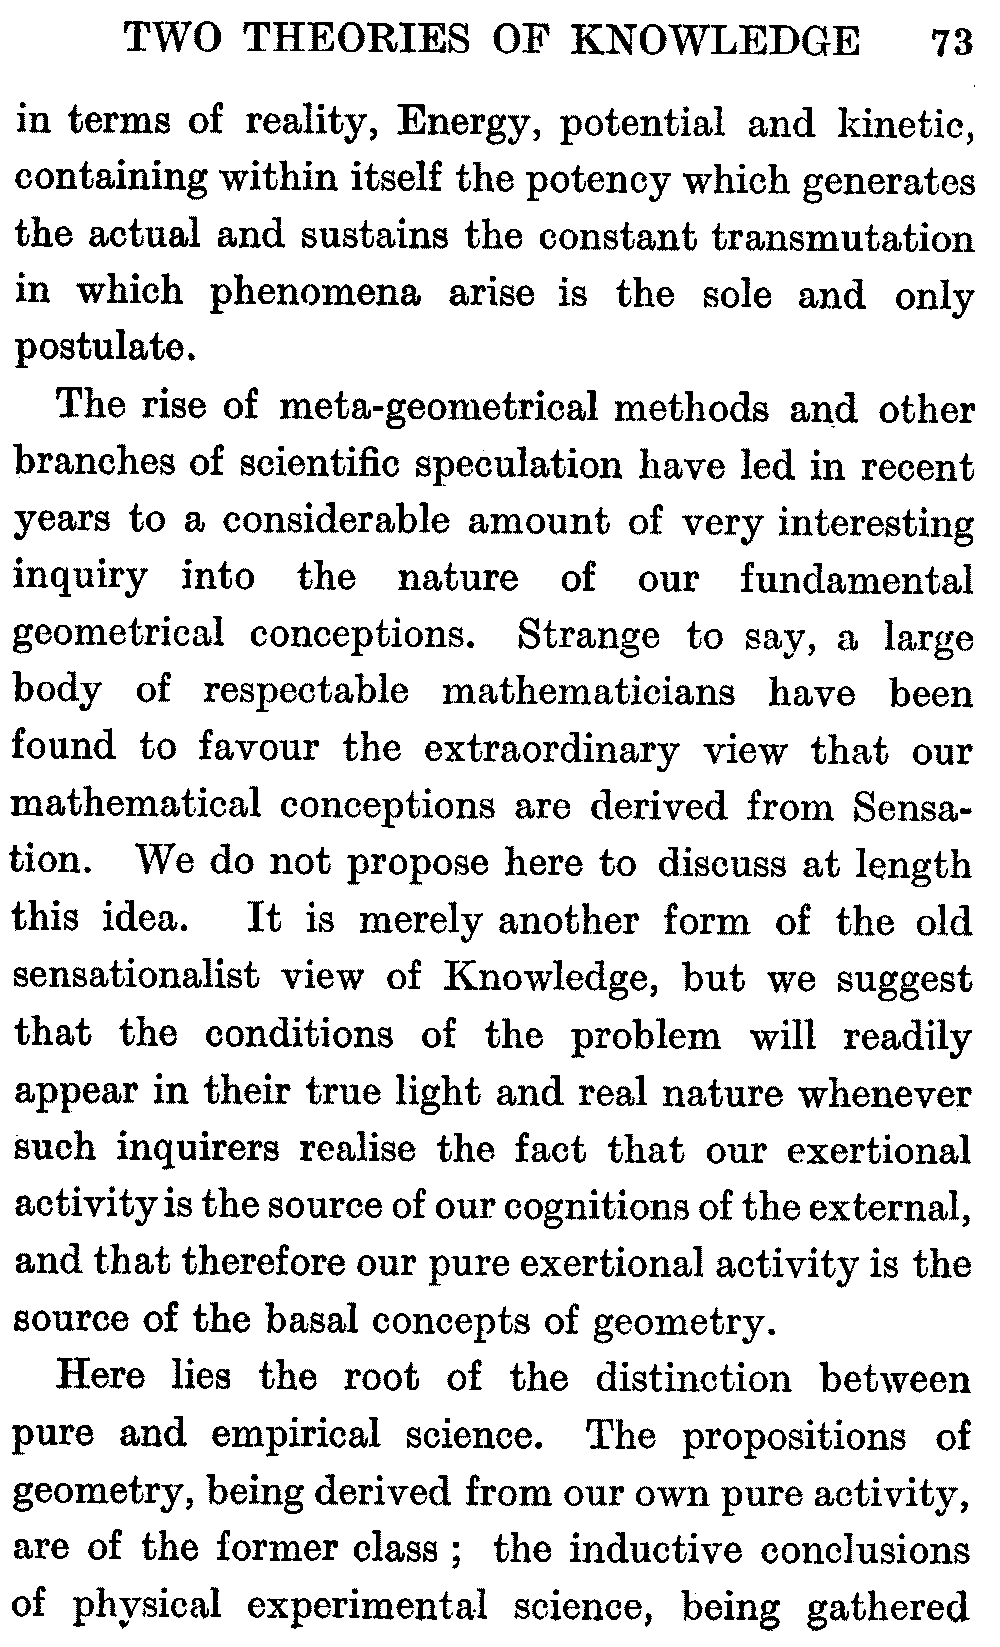 TWO THEORIES OF KNOWLEDGE 73
in terms of reality, Energy, potential and kinetic,
containing within itself the potency which generates
the actual and sustains the constant transmutation
in which phenomena arise is the sole and only
postulate.
The rise of meta-geometrical methods and other
branches of scientific speculation have led in recent
years to a considerable amount of very interesting
inquiry into the nature of our fundamental
geometrical conceptions. Strange to say, a large
body of respectable mathematicians have been
found to favour the extraordinary view that our
mathematical conceptions are derived from Sensa-
tion. We do not propose here to discuss at length
this idea. It is merely another form of the old
sensationalist view of Knowledge, but we suggest
that the conditions of the problem will readily
appear in their true light and real nature whenever
such inquirers realise the fact that our exertional
activity is the source of our cognitions of the external,
and that therefore our pure exertional activity is the
source of the basal concepts of geometry.
Here lies the root of the distinction between
pure and empirical science. The propositions of
geometry, being derived from our own pure activity,
are of the former class ; the inductive conclusions
of physical experimental science, being gathered